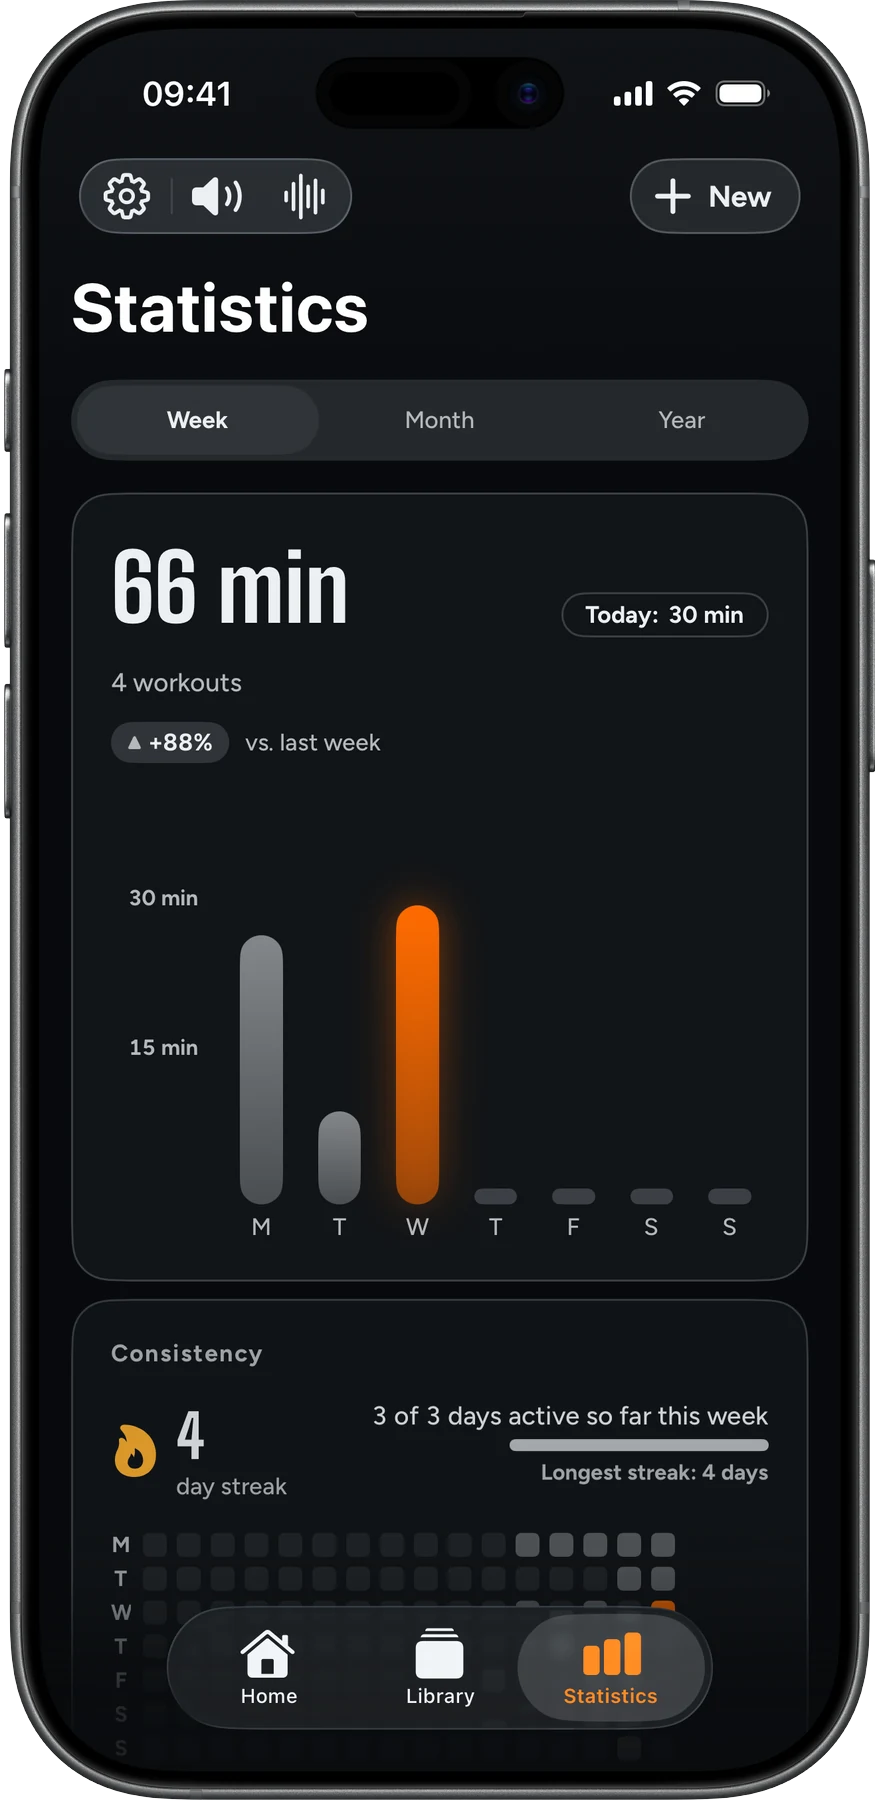 09:41
New
Statistics
Week Month Year
66 min
Today: 30 min
4 workouts
▲ +88% vs. last week
30 min
15 min
M T W T F S S
Consistency
4
day streak
3 of 3 days active so far this week
Longest streak: 4 days
M
T
W
T
F
S
S
Home Library Statistics